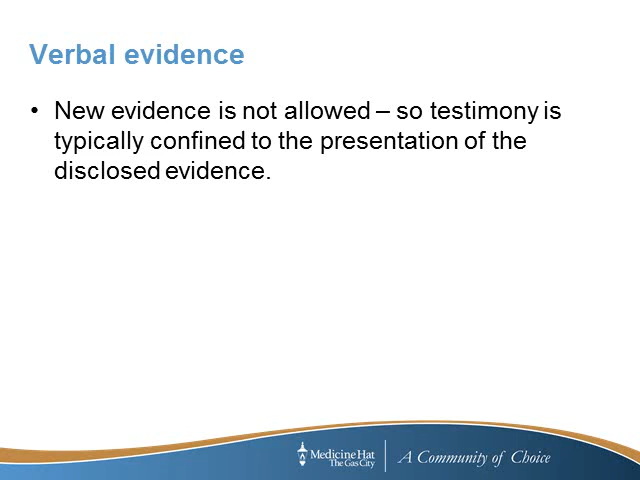 Verbal evidence
• New evidence is not allowed – so testimony is
typically confined to the presentation of the
disclosed evidence.
Medicine Hat
The Gas City
A Community of Choice